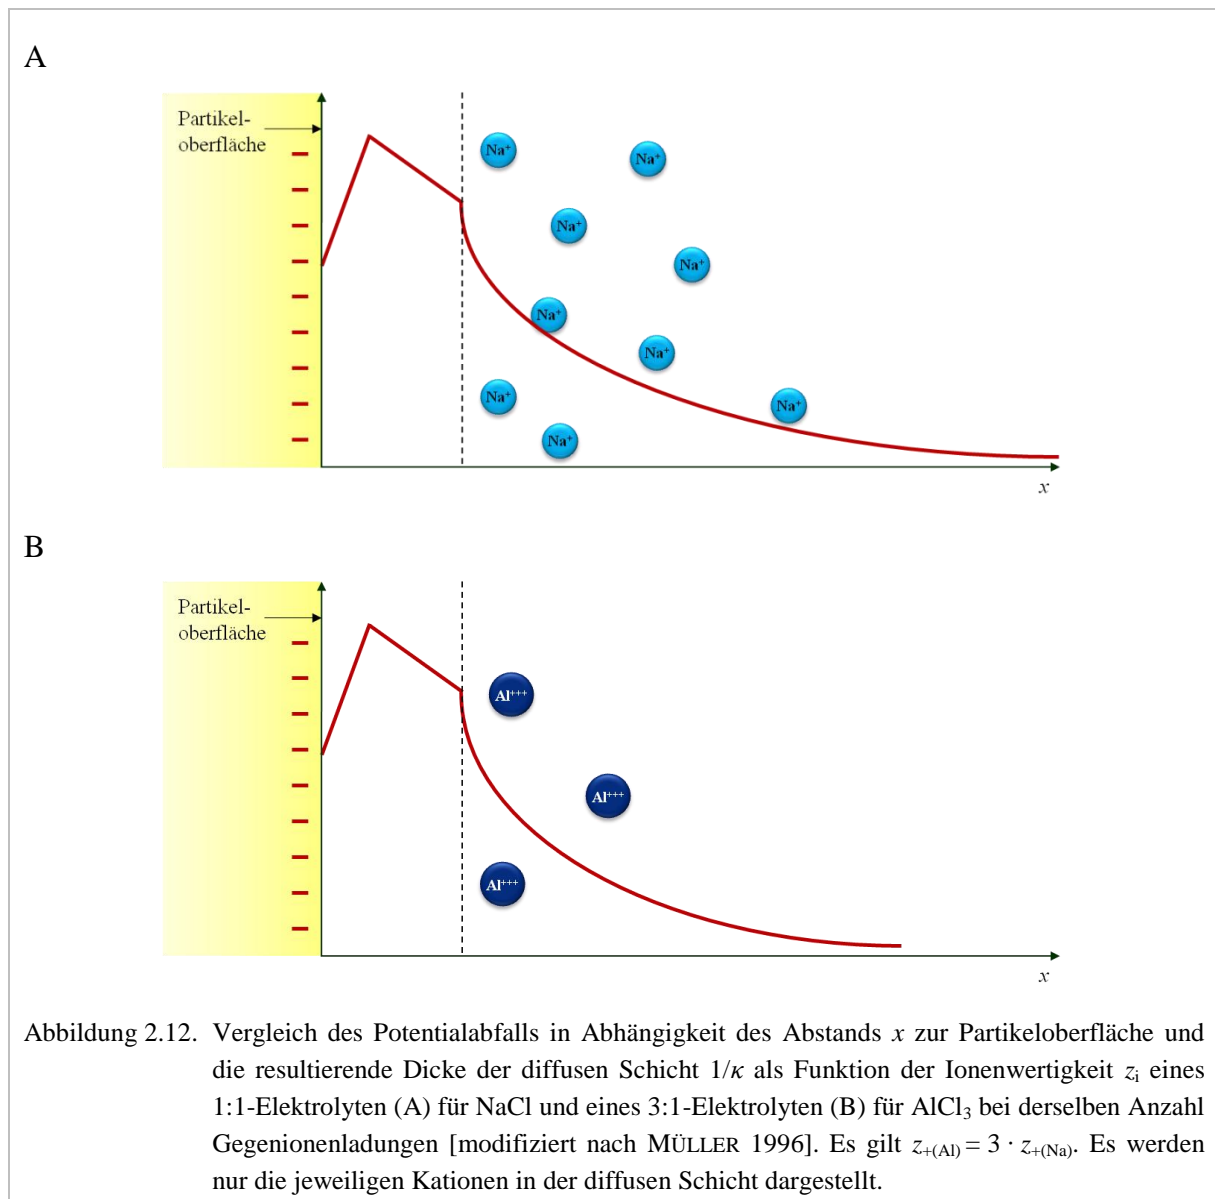 A
Partikel-
oberfläche
Na⁺
Na⁺
Na⁺
Na⁺
Na⁺
Na⁺
Na⁺
Na⁺
Na⁺
x
B
Partikel-
oberfläche
Al⁺⁺⁺
Al⁺⁺⁺
Al⁺⁺⁺
x
Abbildung 2.12. Vergleich des Potentialabfalls in Abhängigkeit des Abstands x zur Partikeloberfläche und
die resultierende Dicke der diffusen Schicht 1/κ als Funktion der Ionenwertigkeit zᵢ eines
1:1-Elektrolyten (A) für NaCl und eines 3:1-Elektrolyten (B) für AlCl₃ bei derselben Anzahl
Gegenionenladungen [modifiziert nach MÜLLER 1996]. Es gilt z₊(Al) = 3 · z₊(Na). Es werden
nur die jeweiligen Kationen in der diffusen Schicht dargestellt.